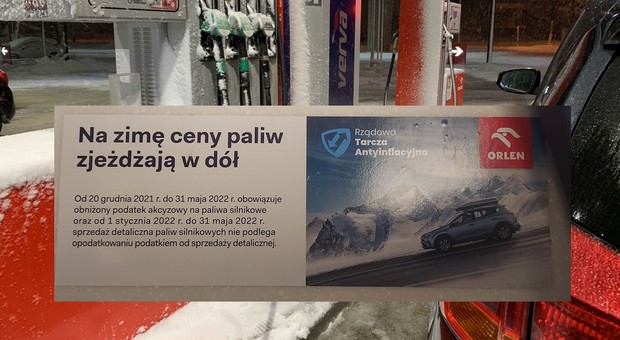 Na zimę ceny paliw
zjeżdżają w dół
Od 20 grudnia 2021 r. do 31 maja 2022 r. obowiązuje
obniżony podatek akcyzowy na paliwa silnikowe
oraz od 1 stycznia 2022 r. do 31 maja 2022 r.
sprzedaż detaliczna paliw silnikowych nie podlega
opodatkowaniu podatkiem od sprzedaży detalicznej.
Rządowa
Tarcza
Antyinflacyjna
ORLEN
verva